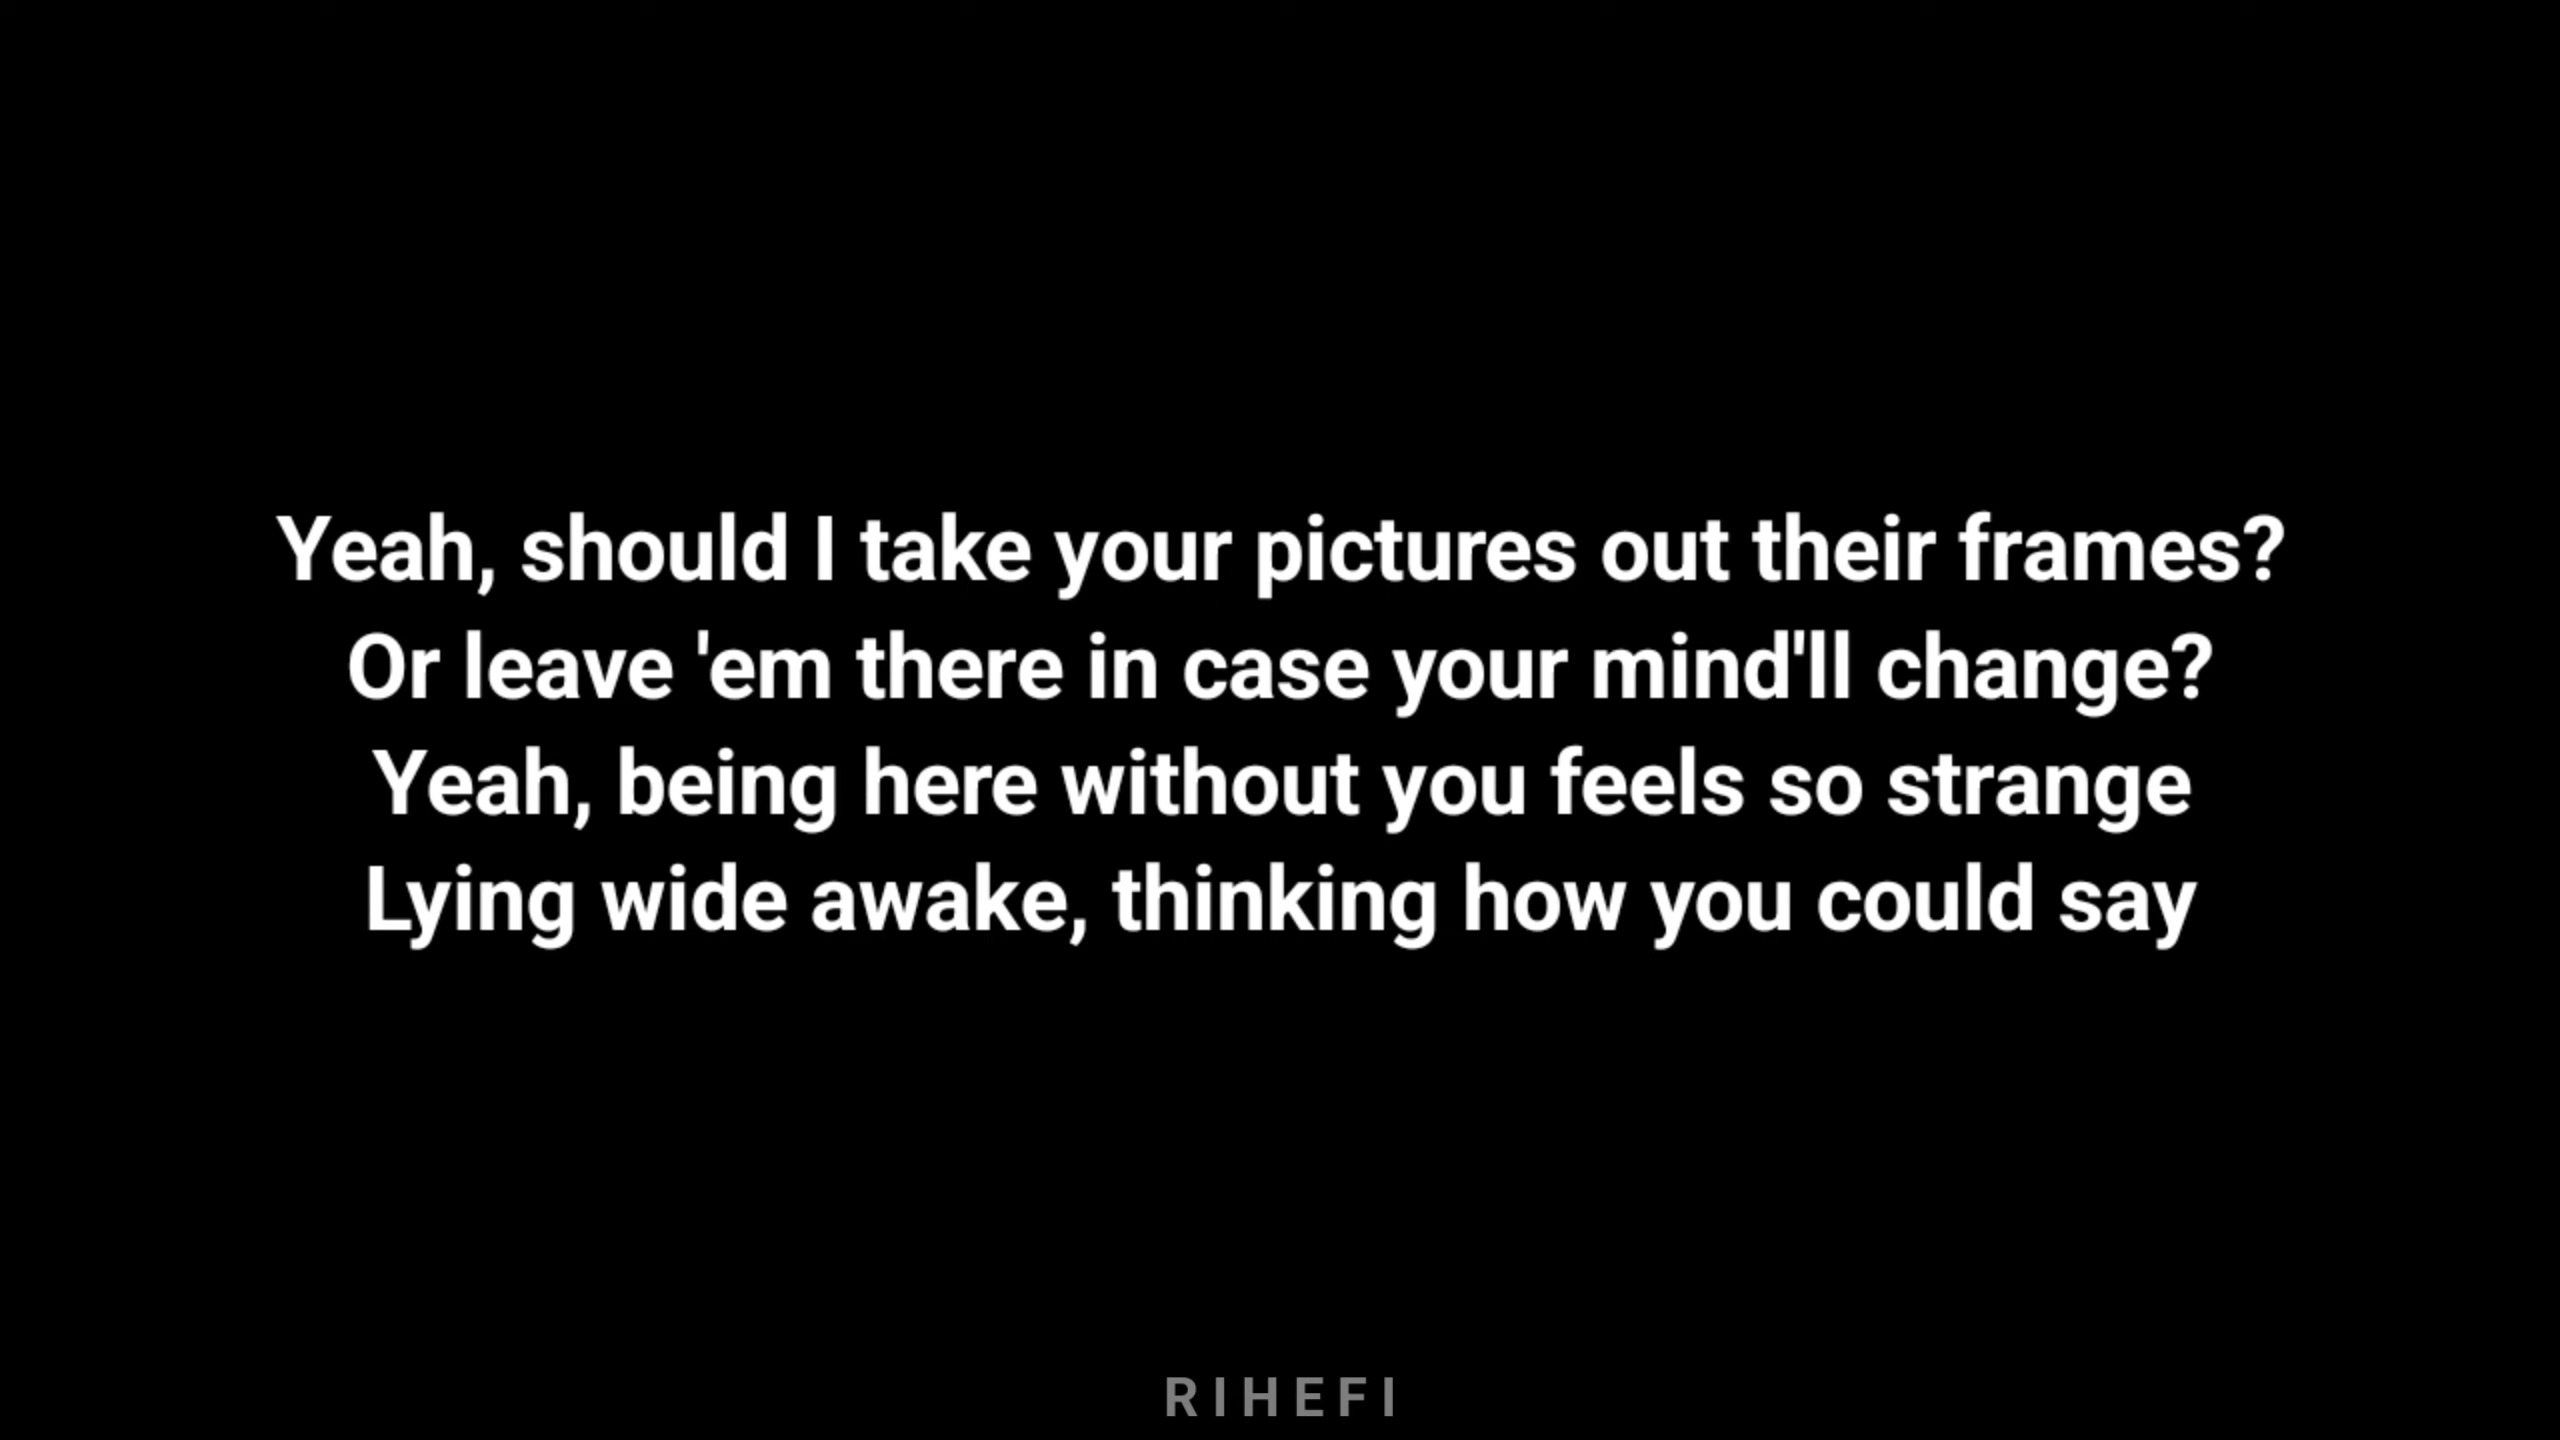 Yeah, should I take your pictures out their frames?
Or leave 'em there in case your mind'll change?
Yeah, being here without you feels so strange
Lying wide awake, thinking how you could say
RIHEFI